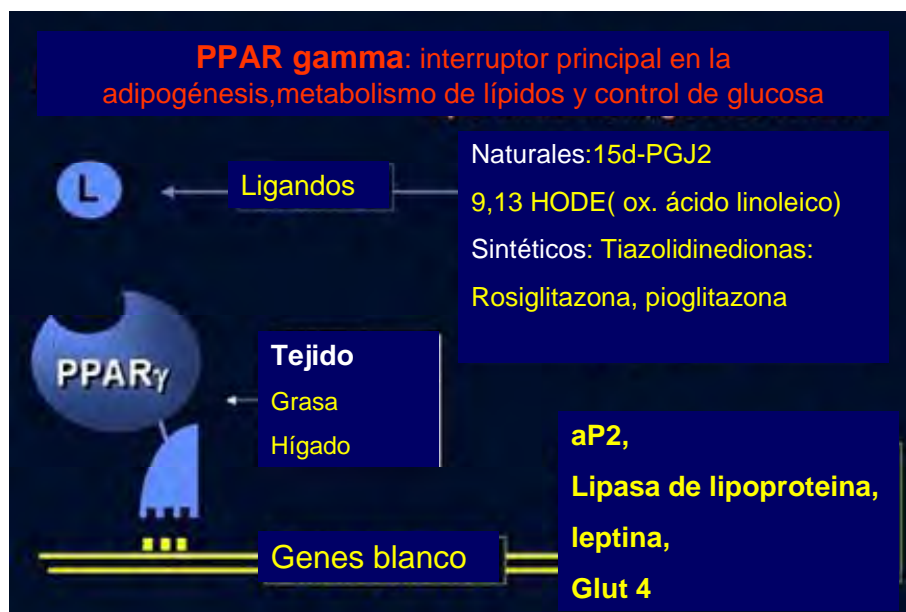 PPAR gamma: interruptor principal en la
adipogénesis,metabolismo de lípidos y control de glucosa
L
Ligandos
Naturales:15d-PGJ2
9,13 HODE( ox. ácido linoleico)
Sintéticos: Tiazolidinedionas:
Rosiglitazona, pioglitazona
PPARγ
Tejido
Grasa
Hígado
aP2,
Lipasa de lipoproteina,
leptina,
Glut 4
Genes blanco